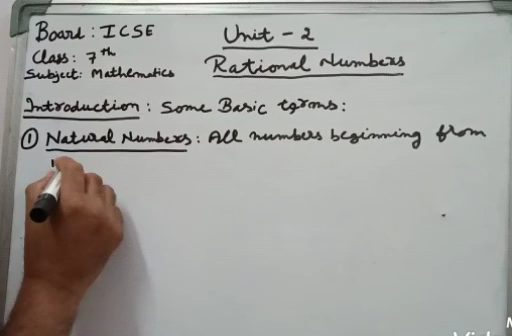 Board : ICSE
Class : 7th
Subject : Mathematics
Unit - 2
Rational Numbers
Introduction : Some Basic terms :
① Natural Numbers : All numbers beginning from